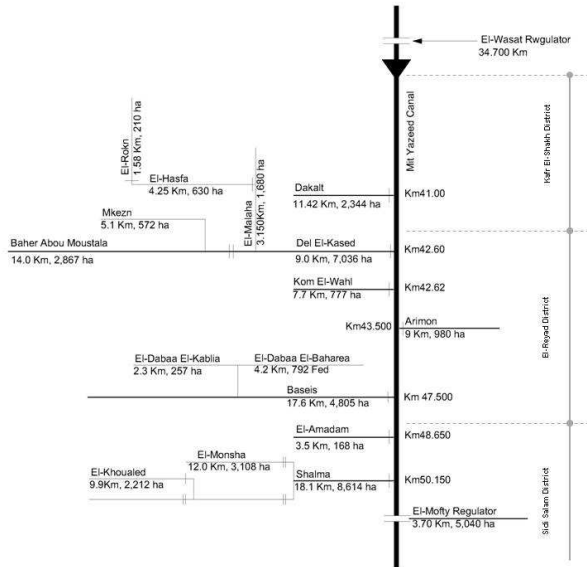 El-Wasat Rwgulator
34.700 Km
Mit Yazeed Canal
Kafr El-Shakh District
El-Rokn
1.58 Km, 210 ha
El-Hasfa
4.25 Km, 630 ha
El-Malaha
3.150Km, 1,680 ha
Dakalt
11.42 Km, 2,344 ha
Km41.00
Mkezn
5.1 Km, 572 ha
Baher Abou Moustala
14.0 Km, 2,867 ha
Del El-Kased
9.0 Km, 7,036 ha
Km42.60
Kom El-Wahl
7.7 Km, 777 ha
Km42.62
El-Reyad District
Km43.500
Arimon
9 Km, 980 ha
El-Dabaa El-Kablia
2.3 Km, 257 ha
El-Dabaa El-Baharea
4.2 Km, 792 Fed
Baseis
17.6 Km, 4,805 ha
Km 47.500
El-Amadam
3.5 Km, 168 ha
Km48.650
El-Monsha
12.0 Km, 3,108 ha
El-Khoualed
9.9Km, 2,212 ha
Shalma
18.1 Km, 8,614 ha
Km50.150
Sidi Salam District
El-Mofty Regulator
3.70 Km, 5,040 ha